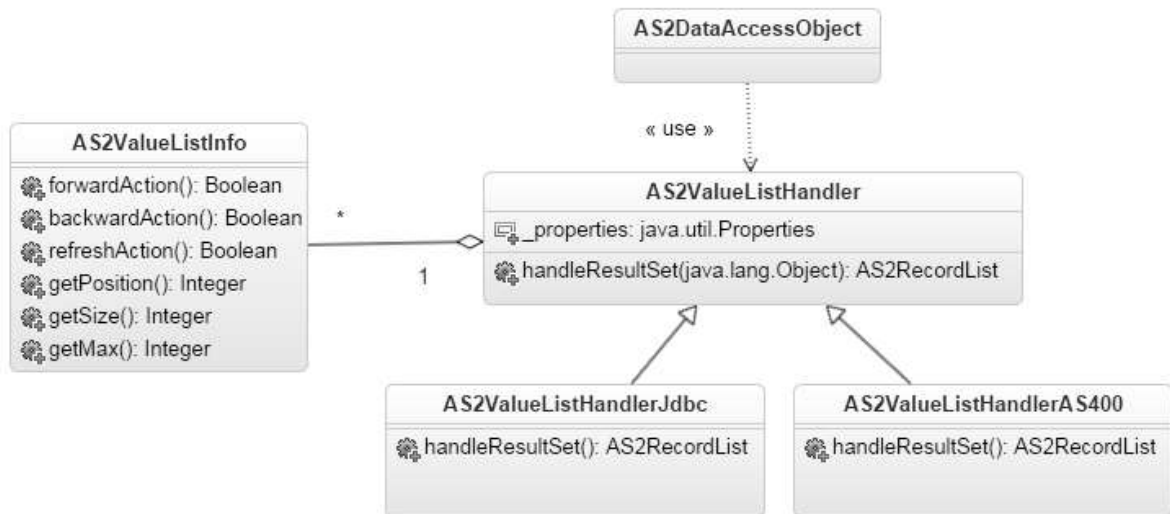 AS2DataAccessObject
« use »
AS2ValueListInfo
forwardAction(): Boolean
backwardAction(): Boolean
refreshAction(): Boolean
getPosition(): Integer
getSize(): Integer
getMax(): Integer
*
1
AS2ValueListHandler
_properties: java.util.Properties
handleResultSet(java.lang.Object): AS2RecordList
AS2ValueListHandlerJdbc
handleResultSet(): AS2RecordList
AS2ValueListHandlerAS400
handleResultSet(): AS2RecordList